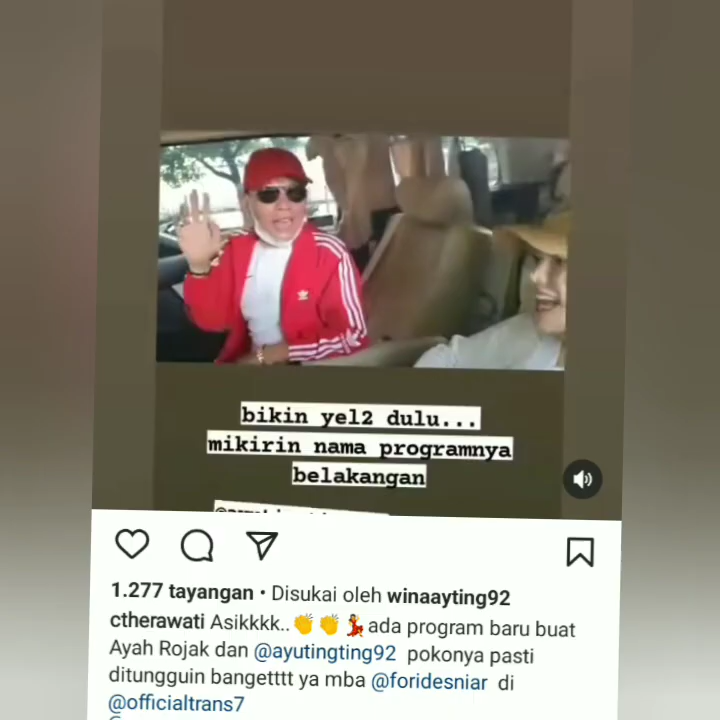 bikin yel2 dulu...
mikirin nama programnya
belakangan
1.277 tayangan • Disukai oleh winaayting92
ctherawati Asikkkk..👏👏💃ada program baru buat
Ayah Rojak dan @ayutingting92 pokonya pasti
ditungguin bangetttt ya mba @foridesniar di
@officialtrans7